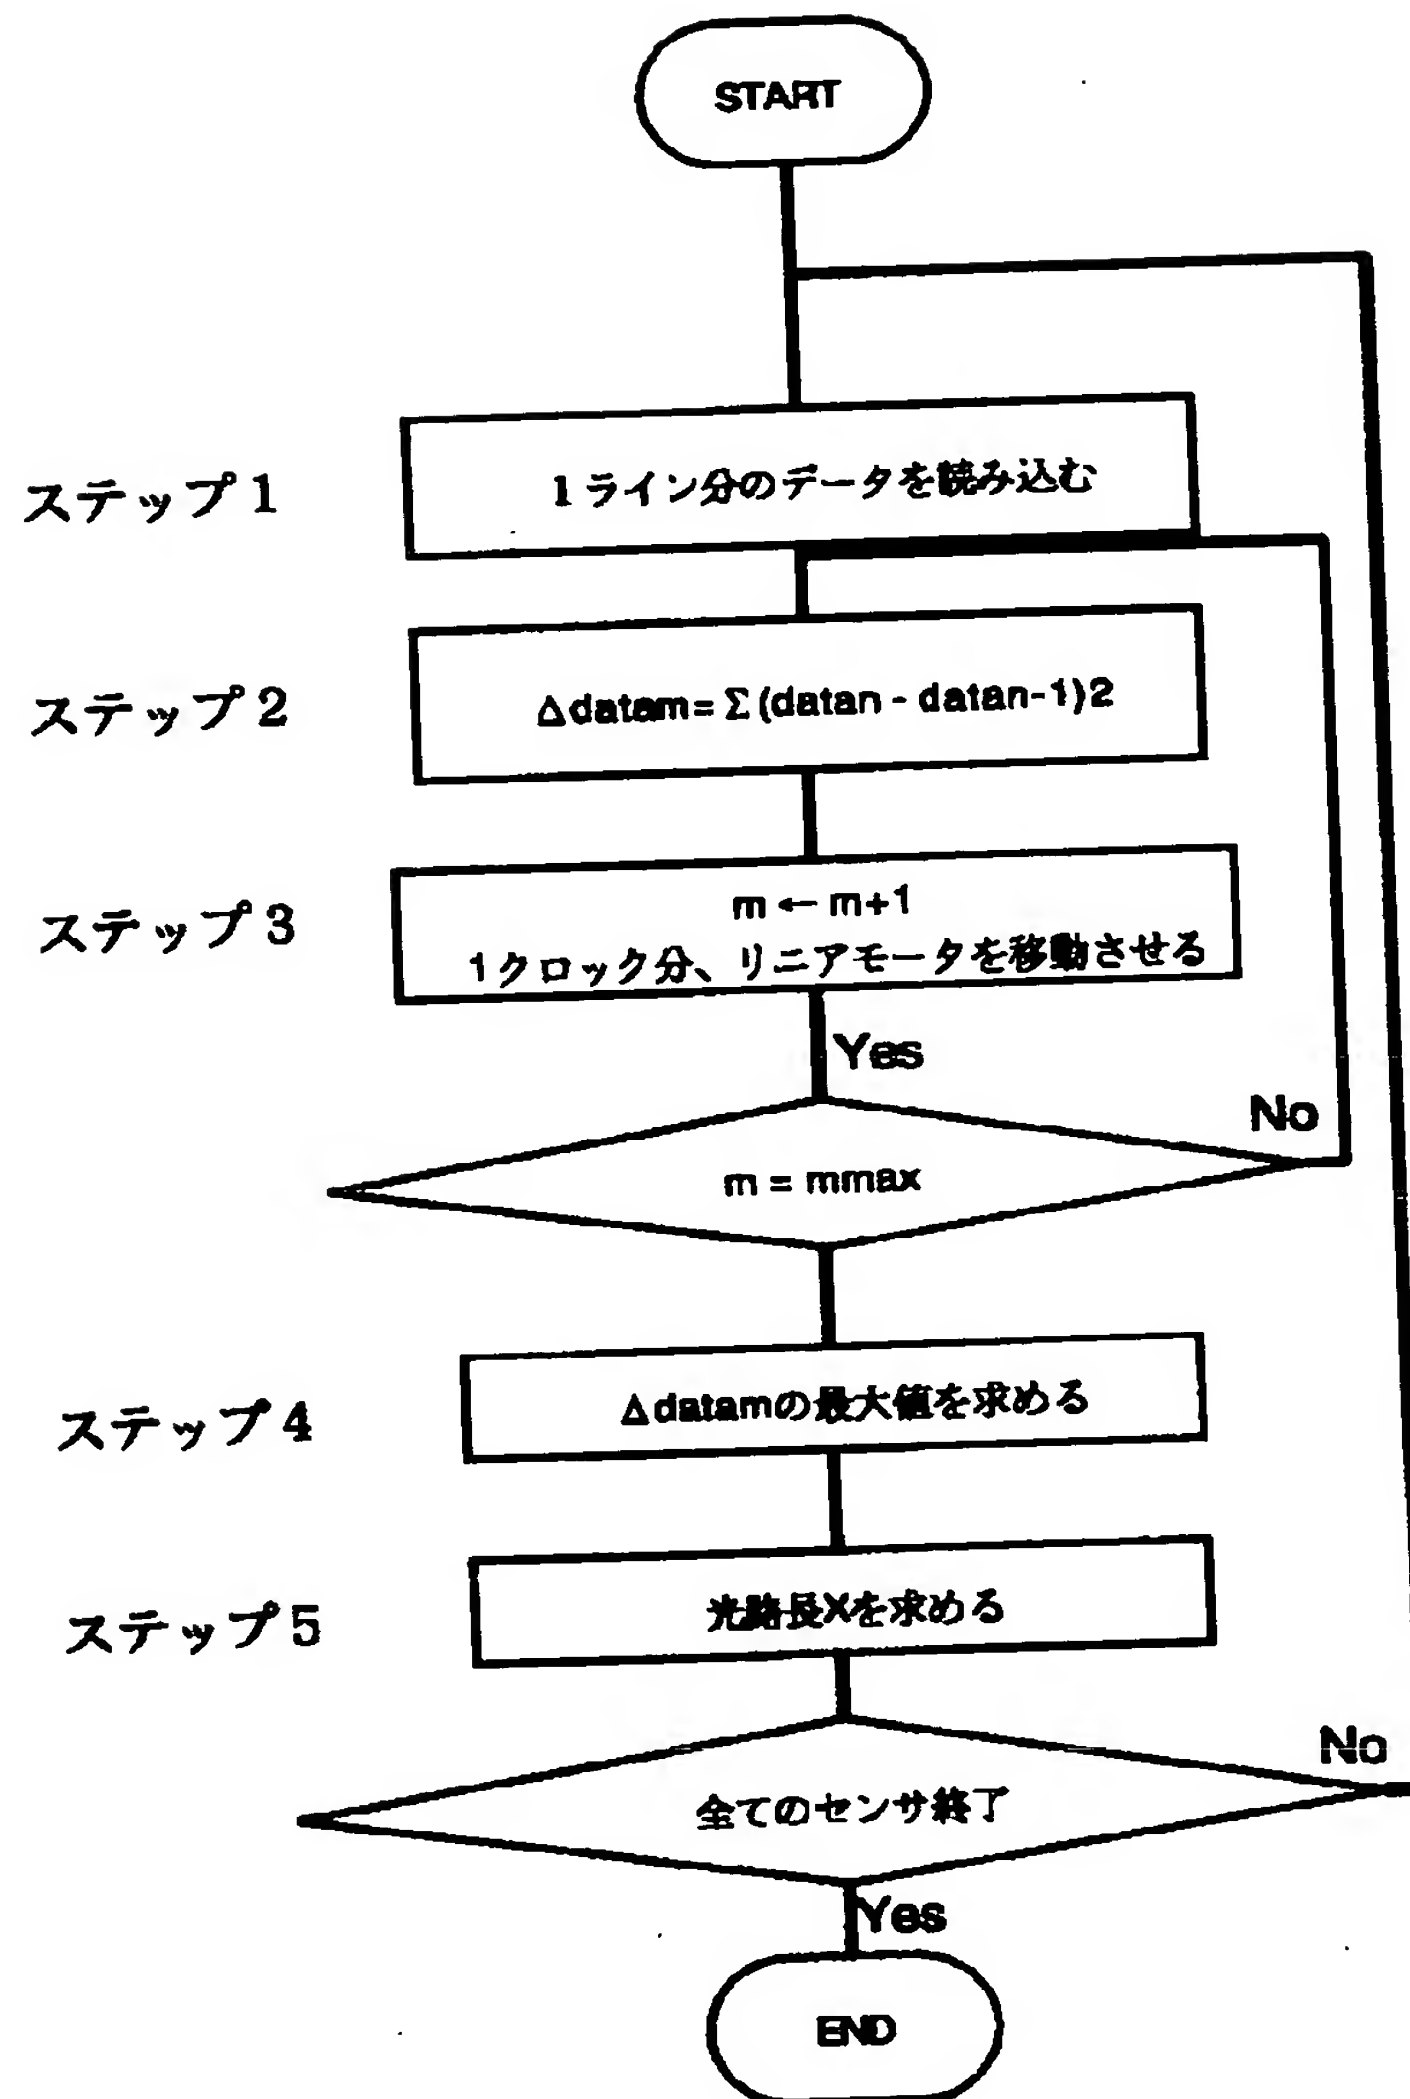 START
ステップ1
1ライン分のデータを読み込む
ステップ2
Δdatam=Σ(datan - datan-1)2
ステップ3
m ← m+1
1クロック分、リニアモータを移動させる
Yes
No
m = mmax
ステップ4
Δdatamの最大値を求める
ステップ5
光路長Xを求める
No
全てのセンサ終了
Yes
END